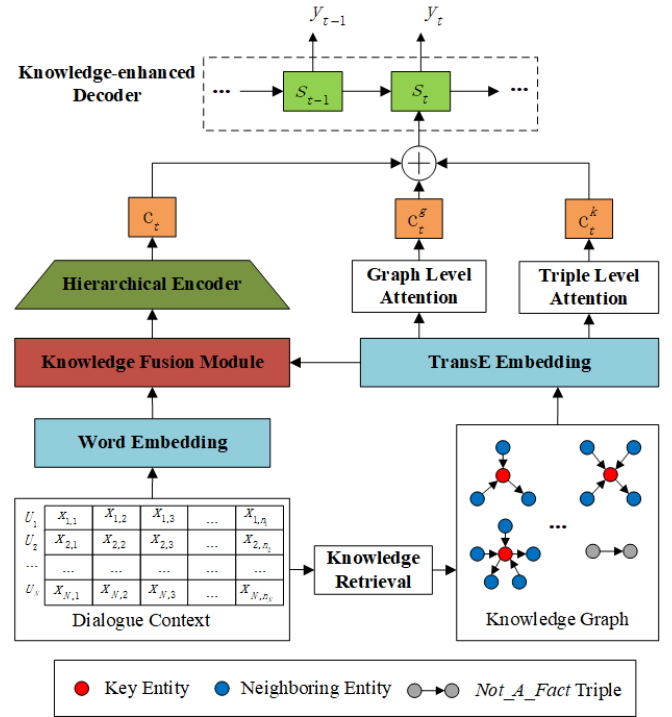 y_{t-1} y_t
Knowledge-enhanced
Decoder
... S_{t-1} S_t ...
+
C_t C_t^g C_t^k
Hierarchical Encoder
Graph Level
Attention
Triple Level
Attention
Knowledge Fusion Module
TransE Embedding
Word Embedding
U_1 X_{1,1} X_{1,2} X_{1,3} ... X_{1,n_1}
U_2 X_{2,1} X_{2,2} X_{2,3} ... X_{2,n_2}
... ... ... ... ... ...
U_N X_{N,1} X_{N,2} X_{N,3} ... X_{N,n_N}
Dialogue Context
Knowledge
Retrieval
...
Knowledge Graph
Key Entity Neighboring Entity Not_A_Fact Triple